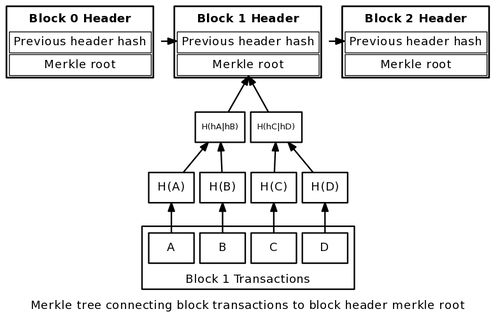 Block 0 Header
Previous header hash
Merkle root
Block 1 Header
Previous header hash
Merkle root
Block 2 Header
Previous header hash
Merkle root
H(hA|hB)
H(hC|hD)
H(A)
H(B)
H(C)
H(D)
A
B
C
D
Block 1 Transactions
Merkle tree connecting block transactions to block header merkle root